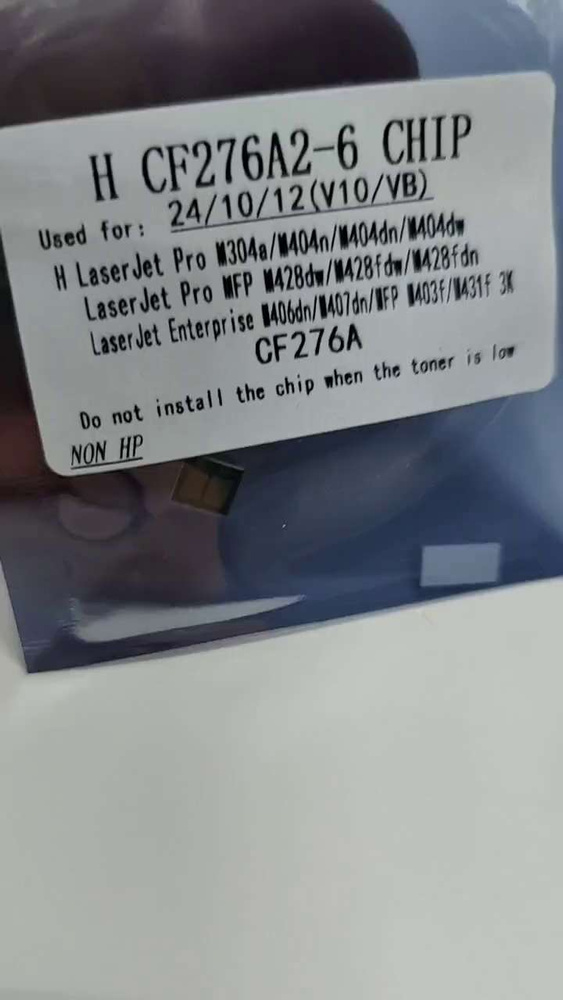 H CF276A2-6 CHIP
24/10/12(V10/VB)
Used for:
H LaserJet Pro M304a/M404n/M404dn/M404dw
LaserJet Pro MFP M428dw/M428fdw/M428fdn
LaserJet Enterprise M406dn/M407dn/MFP M403f/M431f 3K
CF276A
Do not install the chip when the toner is low
NON HP